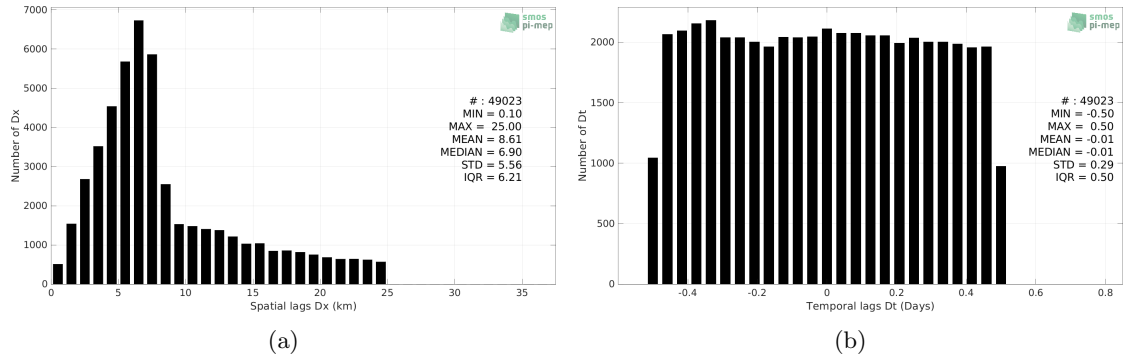 smos
pi-mep
7000
6000
5000
4000
3000
2000
1000
0
Number of Dx
# : 49023
MIN = 0.10
MAX = 25.00
MEAN = 8.61
MEDIAN = 6.90
STD = 5.56
IQR = 6.21
0 5 10 15 20 25 30 35
Spatial lags Dx (km)
(a)
smos
pi-mep
2000
1500
1000
500
0
Number of Dt
# : 49023
MIN = -0.50
MAX = 0.50
MEAN = -0.01
MEDIAN = -0.01
STD = 0.29
IQR = 0.50
-0.4 -0.2 0 0.2 0.4 0.6 0.8
Temporal lags Dt (Days)
(b)